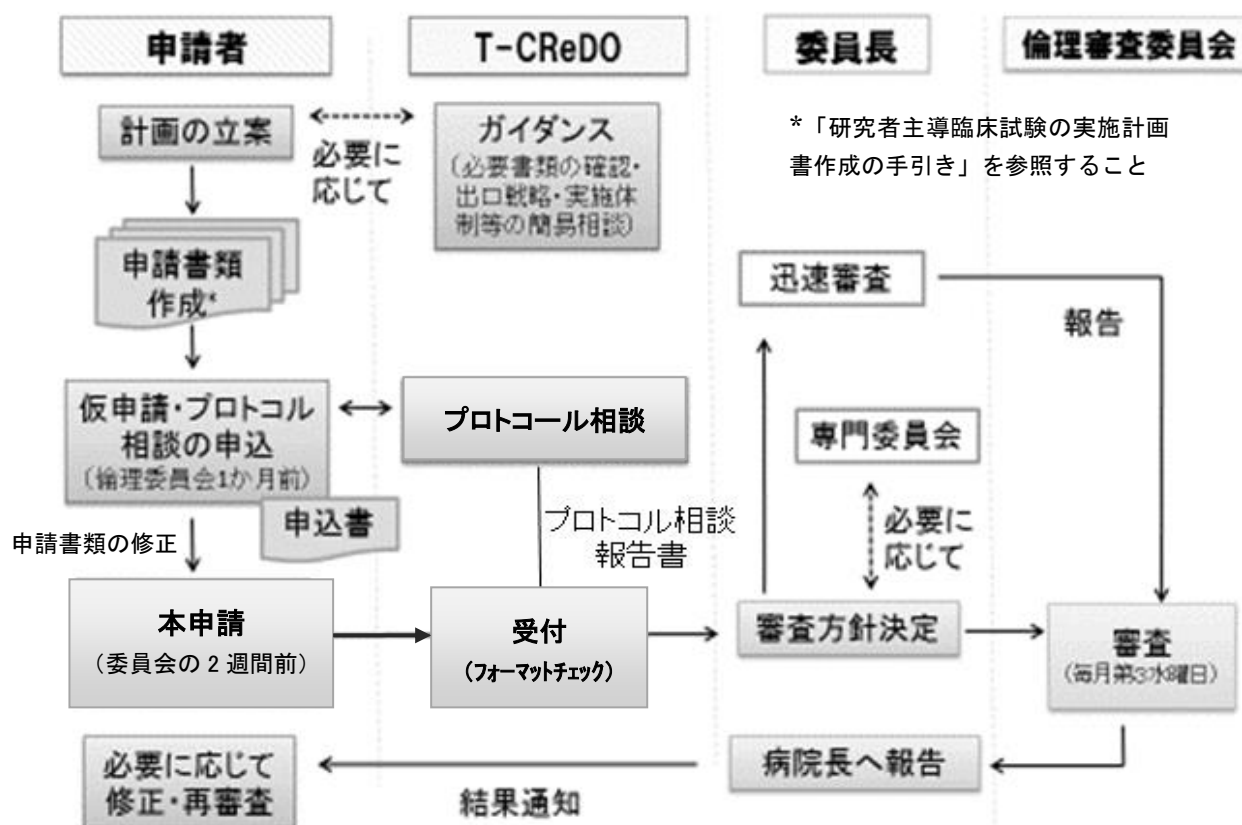 申請者
T-CReDO
委員長
倫理審査委員会
計画の立案
必要に
応じて
ガイダンス
(必要書類の確認・
出口戦略・実施体
制等の簡易相談)
*「研究者主導臨床試験の実施計画
書作成の手引き」を参照すること
申請書類
作成*
迅速審査
報告
仮申請・プロトコル
相談の申込
(倫理委員会1か月前)
申込書
プロトコール相談
専門委員会
必要に
応じて
プロトコル相談
報告書
申請書類の修正
本申請
(委員会の2週間前)
受付
(フォーマットチェック)
審査方針決定
審査
(毎月第3水曜日)
必要に応じて
修正・再審査
結果通知
病院長へ報告